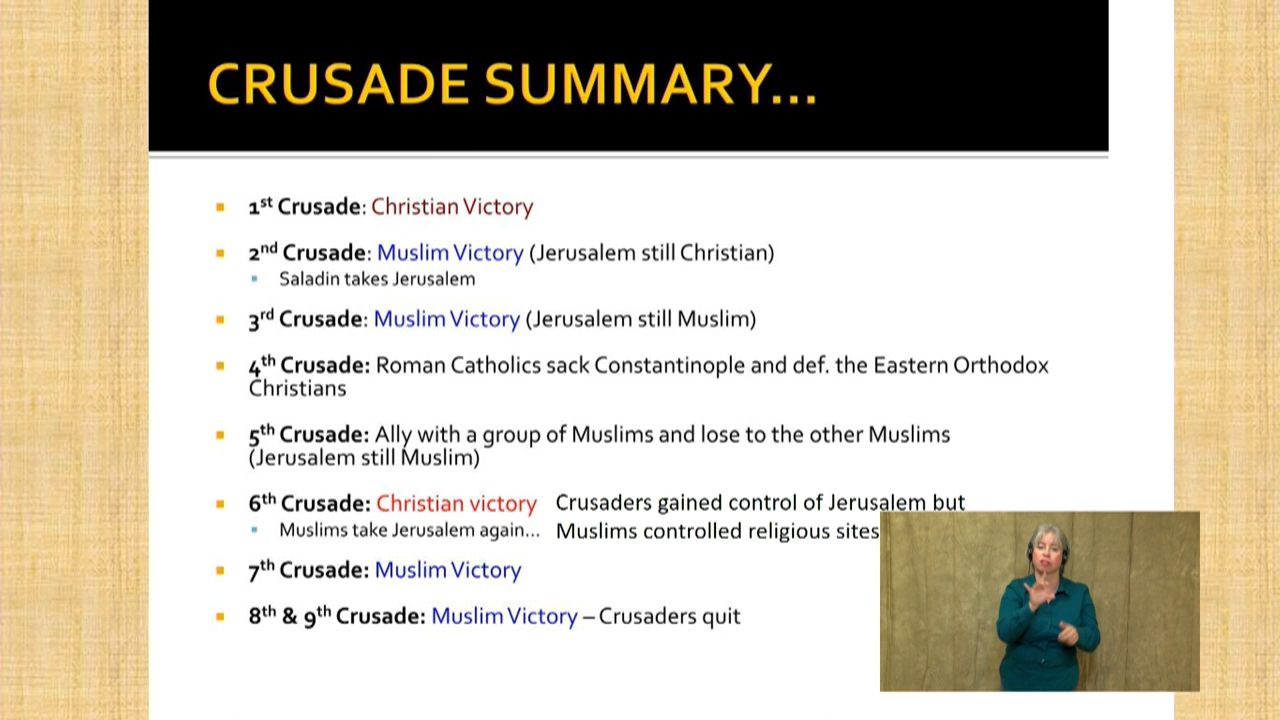 CRUSADE SUMMARY...
1st Crusade: Christian Victory
2nd Crusade: Muslim Victory (Jerusalem still Christian)
Saladin takes Jerusalem
3rd Crusade: Muslim Victory (Jerusalem still Muslim)
4th Crusade: Roman Catholics sack Constantinople and def. the Eastern Orthodox
Christians
5th Crusade: Ally with a group of Muslims and lose to the other Muslims
(Jerusalem still Muslim)
6th Crusade: Christian victory Crusaders gained control of Jerusalem but
Muslims take Jerusalem again... Muslims controlled religious sites
7th Crusade: Muslim Victory
8th & 9th Crusade: Muslim Victory – Crusaders quit